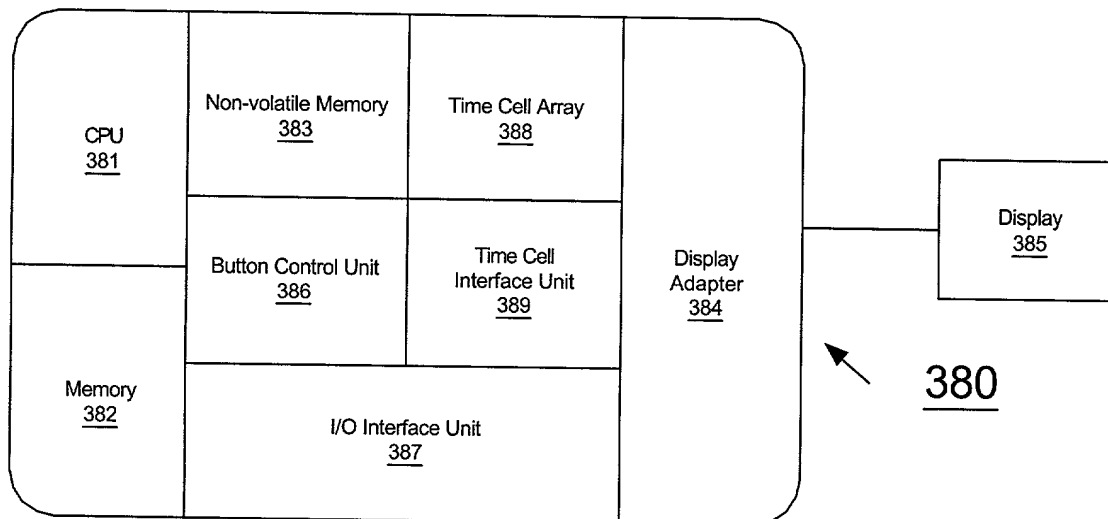 CPU
381
Non-volatile Memory
383
Time Cell Array
388
Display
385
Button Control Unit
386
Time Cell
Interface Unit
389
Display
Adapter
384
Memory
382
I/O Interface Unit
387
380